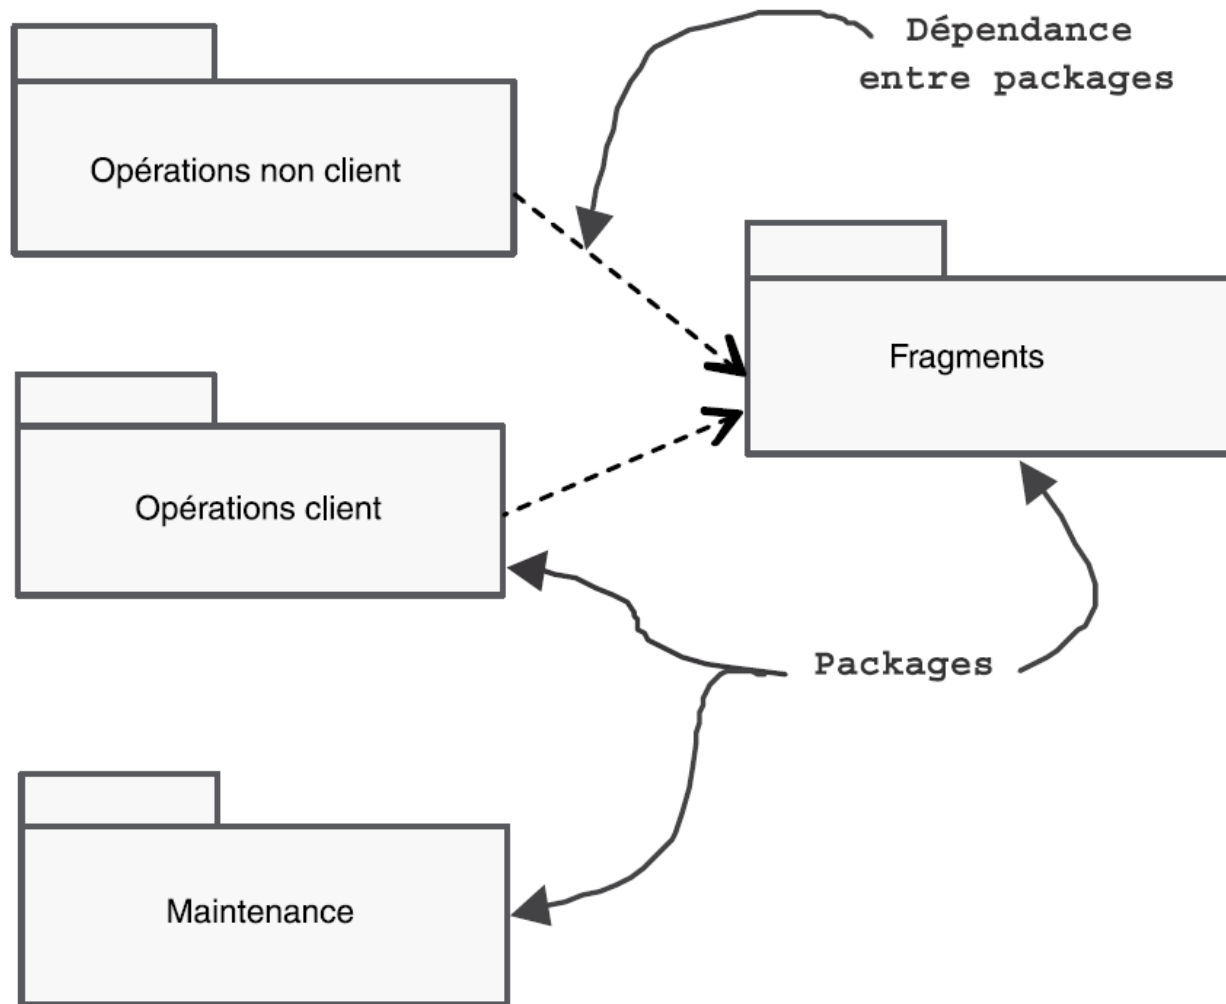 Dépendance
entre packages
Opérations non client
Fragments
Opérations client
Packages
Maintenance